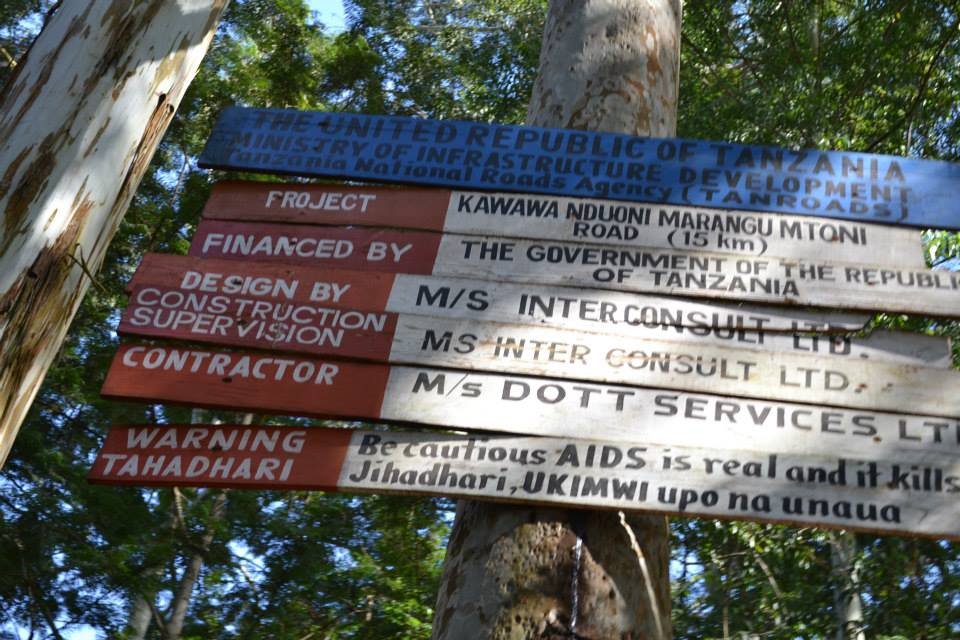 THE UNITED REPUBLIC OF TANZANIA
MINISTRY OF INFRASTRUCTURE DEVELOPMENT
Tanzania National Roads Agency (TANROADS)
PROJECT
KAWAWA NDUONI MARANGU MTONI
ROAD (15 km)
FINANCED BY
THE GOVERNMENT OF THE REPUBLI
OF TANZANIA
DESIGN BY
M/S INTERCONSULT LTD.
CONSTRUCTION
SUPERVISION
MS INTER CONSULT LTD.
CONTRACTOR
M/s DOTT SERVICES LT
WARNING
TAHADHARI
Be cautious AIDS is real and it kills
Jihadhari, UKIMWI upo na unaua